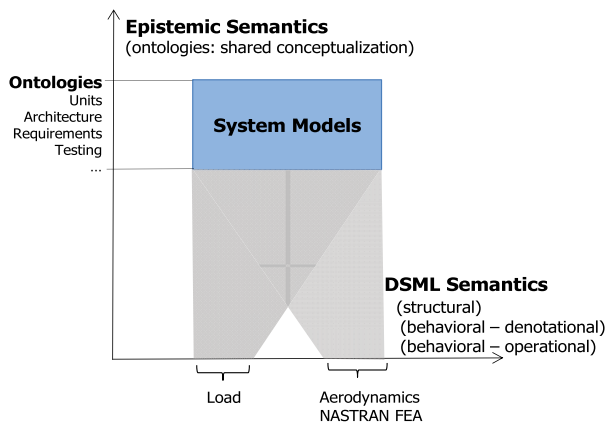 Epistemic Semantics
(ontologies: shared conceptualization)
Ontologies
Units
Architecture
Requirements
Testing
...
System Models
DSML Semantics
(structural)
(behavioral – denotational)
(behavioral – operational)
Load
Aerodynamics
NASTRAN FEA